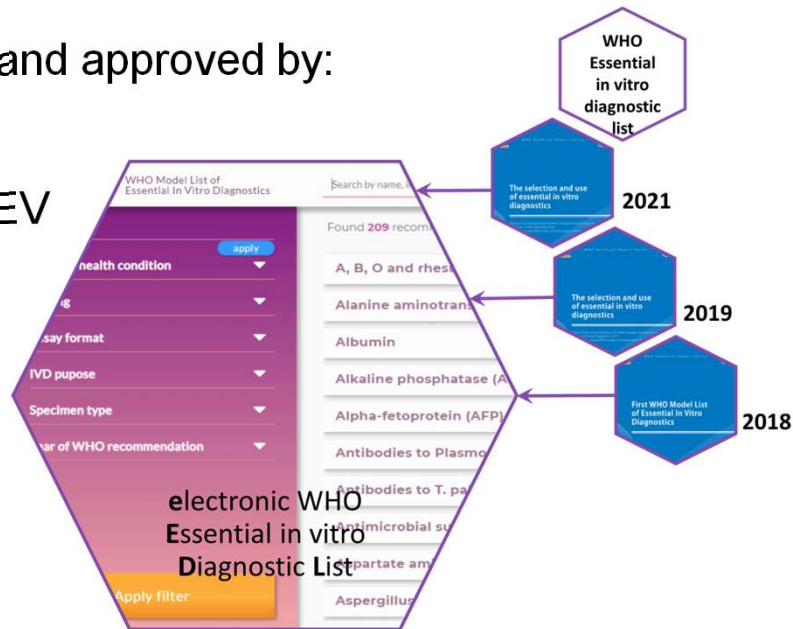 and approved by:
EV
WHO
Essential
in vitro
diagnostic
list
The selection and use
of essential in vitro
diagnostics
2021
The selection and use
of essential in vitro
diagnostics
2019
First WHO Model List
of Essential In Vitro
Diagnostics
2018
WHO Model List of
Essential In Vitro Diagnostics
Search by name,
apply
health condition
say format
IVD pupose
Specimen type
ar of WHO recommendation
Apply filter
Found 209 recom
A, B, O and rhes
Alanine aminotrans
Albumin
Alkaline phosphatase (A
Alpha-fetoprotein (AFP)
Antibodies to Plasmo
Antibodies to T. pa
Antimicrobial su
Aspartate am
Aspergillus
electronic WHO
Essential in vitro
Diagnostic List